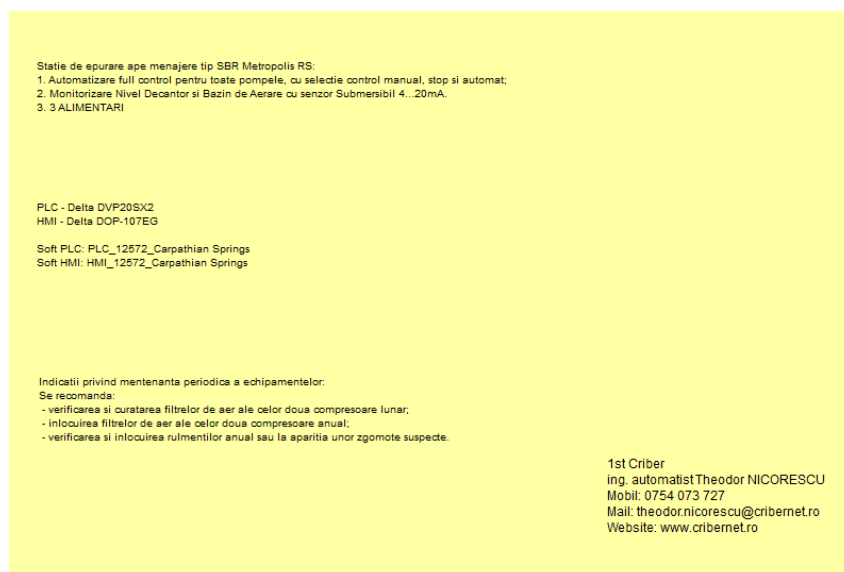 Statie de epurare ape menajere tip SBR Metropolis RS:
1. Automatizare full control pentru toate pompele, cu selectie control manual, stop si automat;
2. Monitorizare Nivel Decantor si Bazin de Aerare cu senzor Submersibil 4...20mA.
3. 3 ALIMENTARI
PLC - Delta DVP20SX2
HMI - Delta DOP-107EG
Soft PLC: PLC_12572_Carpathian Springs
Soft HMI: HMI_12572_Carpathian Springs
Indicatii privind mentenanta periodica a echipamentelor:
Se recomanda:
- verificarea si curatarea filtrelor de aer ale celor doua compresoare lunar;
- inlocuirea filtrelor de aer ale celor doua compresoare anual;
- verificarea si inlocuirea rulmentilor anual sau la aparitia unor zgomote suspecte.
1st Criber
ing. automatist Theodor NICORESCU
Mobil: 0754 073 727
Mail: theodor.nicorescu@cribernet.ro
Website: www.cribernet.ro